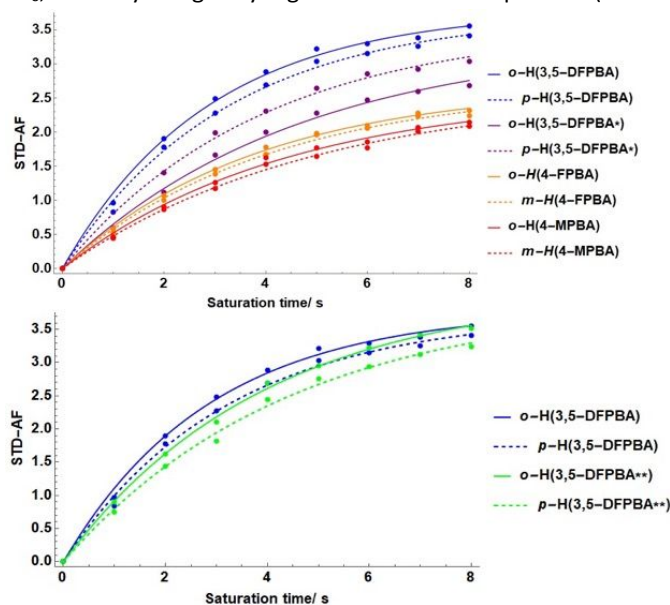 3.5
3.0
2.5
2.0
1.5
1.0
0.5
0.0
STD-AF
0 2 4 6 8
Saturation time/ s
o-H(3,5-DFPBA)
p-H(3,5-DFPBA)
o-H(3,5-DFPBA*)
p-H(3,5-DFPBA*)
o-H(4-FPBA)
m-H(4-FPBA)
o-H(4-MPBA)
m-H(4-MPBA)
3.5
3.0
2.5
2.0
1.5
1.0
0.5
0.0
STD-AF
0 2 4 6 8
Saturation time/ s
o-H(3,5-DFPBA)
p-H(3,5-DFPBA)
o-H(3,5-DFPBA**)
p-H(3,5-DFPBA**)